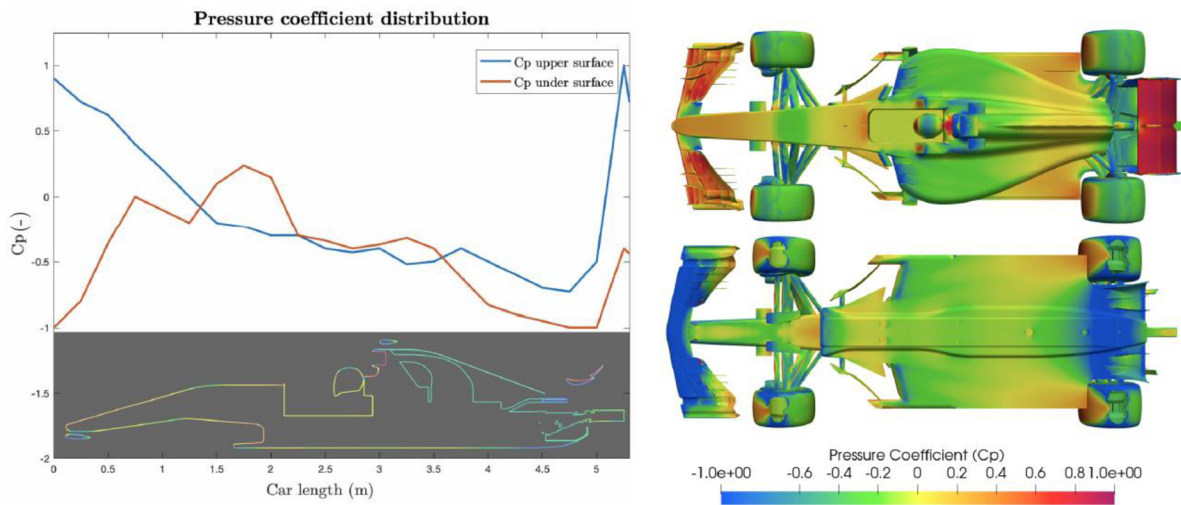 Pressure coefficient distribution
Cp upper surface
Cp under surface
1
0.5
0
-0.5
-1
-1.5
-2
Cp (-)
0 0.5 1 1.5 2 2.5 3 3.5 4 4.5 5
Car length (m)
Pressure Coefficient (Cp)
-1.0e+00 -0.6 -0.4 -0.2 0 0.2 0.4 0.6 0.8 1.0e+00